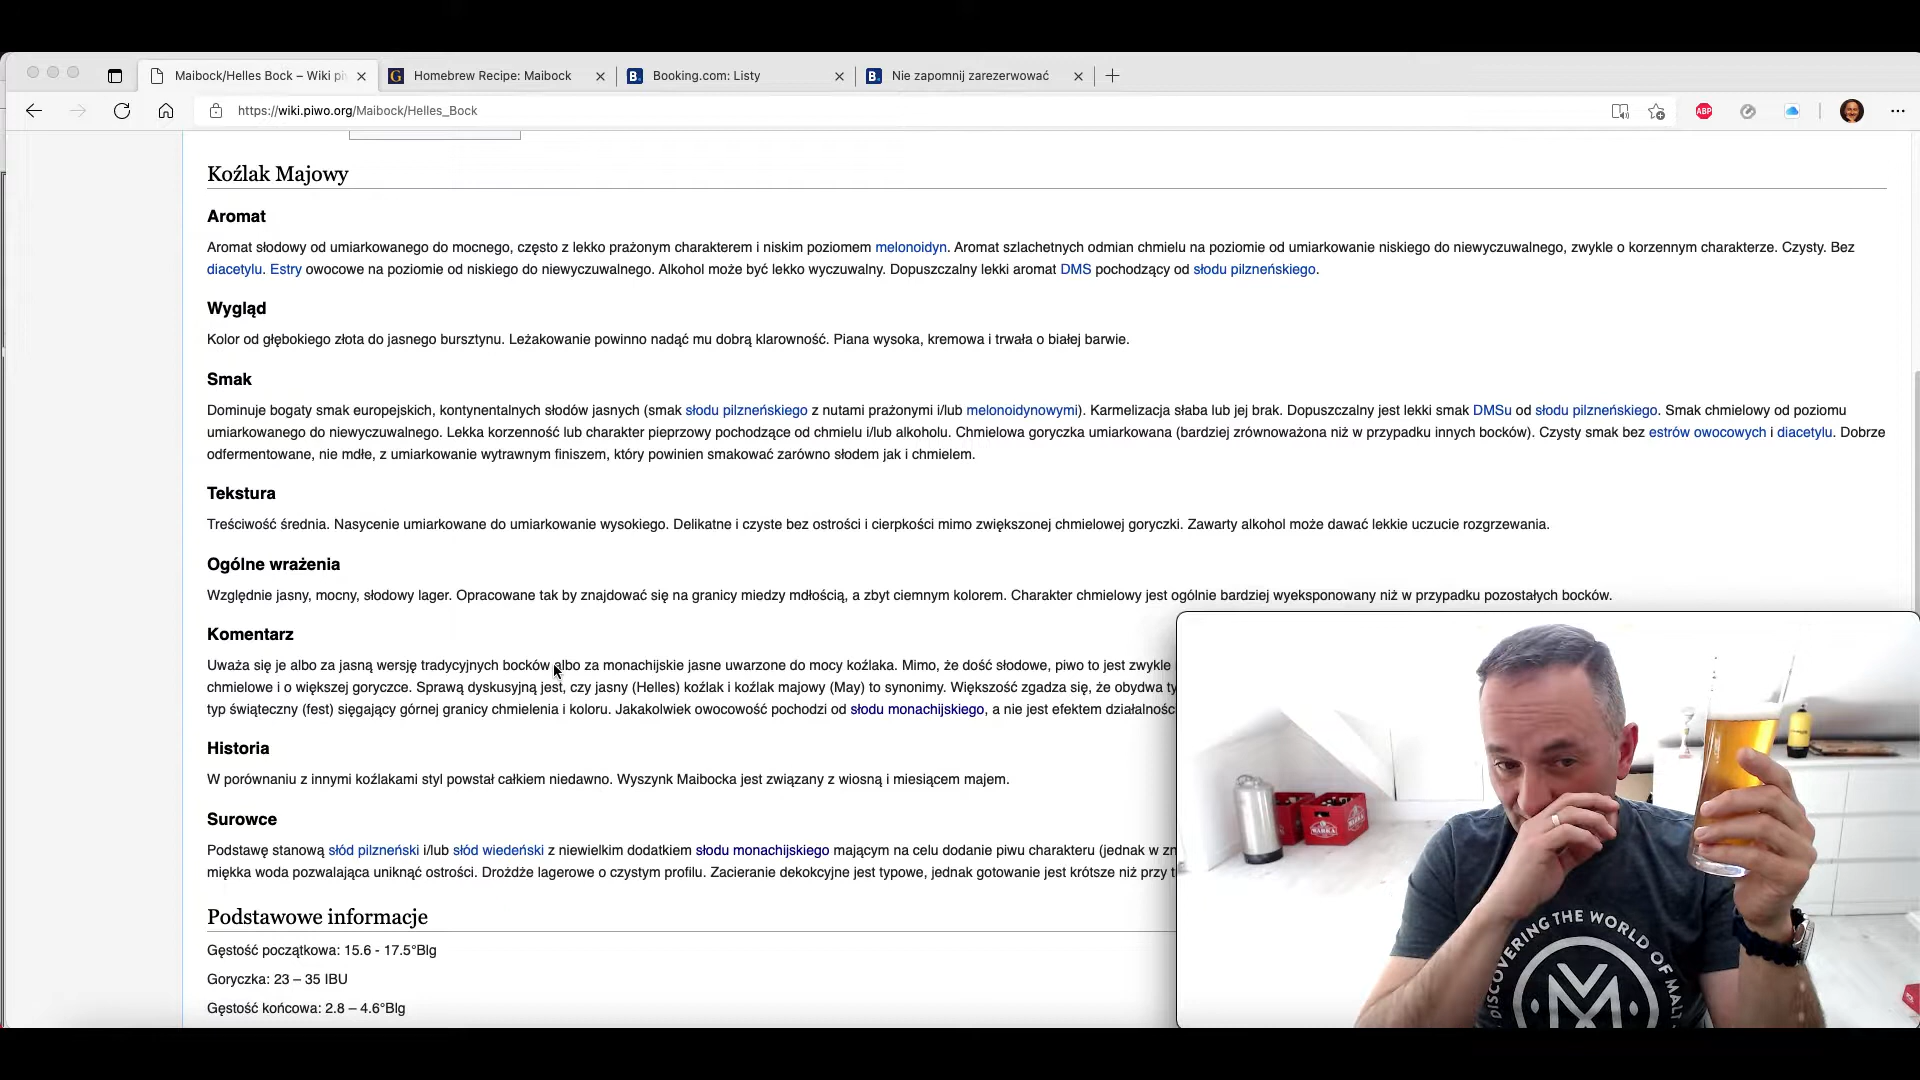 Maibock/Helles Bock – Wiki pi
Homebrew Recipe: Maibock
B. Booking.com: Listy
B. Nie zapomnij zarezerwować
https://wiki.piwo.org/Maibock/Helles_Bock
ABP
Koźlak Majowy
Aromat
Aromat słodowy od umiarkowanego do mocnego, często z lekko prażonym charakterem i niskim poziomem melonoidyn. Aromat szlachetnych odmian chmielu na poziomie od umiarkowanie niskiego do niewyczuwalnego, zwykle o korzennym charakterze. Czysty. Bez
diacetylu. Estry owocowe na poziomie od niskiego do niewyczuwalnego. Alkohol może być lekko wyczuwalny. Dopuszczalny lekki aromat DMS pochodzący od słodu pilzneńskiego.
Wygląd
Kolor od głębokiego złota do jasnego bursztynu. Leżakowanie powinno nadąć mu dobrą klarowność. Piana wysoka, kremowa i trwała o białej barwie.
Smak
Dominuje bogaty smak europejskich, kontynentalnych słodów jasnych (smak słodu pilzneńskiego z nutami prażonymi i/lub melonoidynowymi). Karmelizacja słaba lub jej brak. Dopuszczalny jest lekki smak DMSu od słodu pilzneńskiego. Smak chmielowy od poziomu
umiarkowanego do niewyczuwalnego. Lekka korzenność lub charakter pieprzowy pochodzące od chmielu i/lub alkoholu. Chmielowa goryczka umiarkowana (bardziej zrównoważona niż w przypadku innych bocków). Czysty smak bez estrów owocowych i diacetylu. Dobrze
odfermentowane, nie mdłe, z umiarkowanie wytrawnym finiszem, który powinien smakować zarówno słodem jak i chmielem.
Tekstura
Treściwość średnia. Nasycenie umiarkowane do umiarkowanie wysokiego. Delikatne i czyste bez ostrości i cierpkości mimo zwiększonej chmielowej goryczki. Zawarty alkohol może dawać lekkie uczucie rozgrzewania.
Ogólne wrażenia
Względnie jasny, mocny, słodowy lager. Opracowane tak by znajdować się na granicy miedzy mdłością, a zbyt ciemnym kolorem. Charakter chmielowy jest ogólnie bardziej wyeksponowany niż w przypadku pozostałych bocków.
Komentarz
Uważa się je albo za jasną wersję tradycyjnych bocków albo za monachijskie jasne uwarzone do mocy koźlaka. Mimo, że dość słodowe, piwo to jest zwykle
chmielowe i o większej goryczce. Sprawą dyskusyjną jest, czy jasny (Helles) koźlak i koźlak majowy (May) to synonimy. Większość zgadza się, że obydwa ty
typ świąteczny (fest) sięgający górnej granicy chmielenia i koloru. Jakakolwiek owocowość pochodzi od słodu monachijskiego, a nie jest efektem działalnośc
Historia
W porównaniu z innymi koźlakami styl powstał całkiem niedawno. Wyszynk Maibocka jest związany z wiosną i miesiącem majem.
Surowce
Podstawę stanową słód pilzneński i/lub słód wiedeński z niewielkim dodatkiem słodu monachijskiego mającym na celu dodanie piwu charakteru (jednak w zn
miękka woda pozwalająca uniknąć ostrości. Drożdże lagerowe o czystym profilu. Zacieranie dekokcyjne jest typowe, jednak gotowanie jest krótsze niż przy t
Podstawowe informacje
Gęstość początkowa: 15.6 - 17.5°Blg
Goryczka: 23 – 35 IBU
Gęstość końcowa: 2.8 – 4.6°Blg
DISCOVERING THE WORLD OF MALT